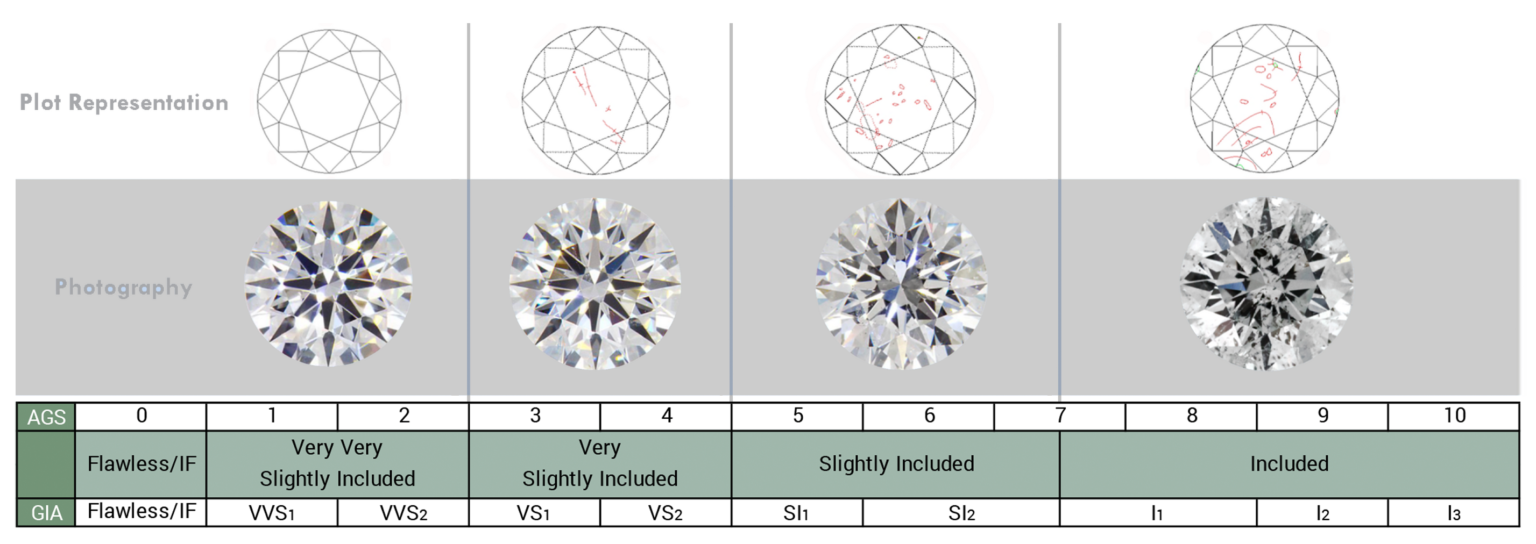 Plot Representation
Photography
AGS 0 1 2 3 4 5 6 7 8 9 10
Flawless/IF Very Very Slightly Included Very Slightly Included Slightly Included Included
GIA Flawless/IF VVS1 VVS2 VS1 VS2 SI1 SI2 I1 I2 I3